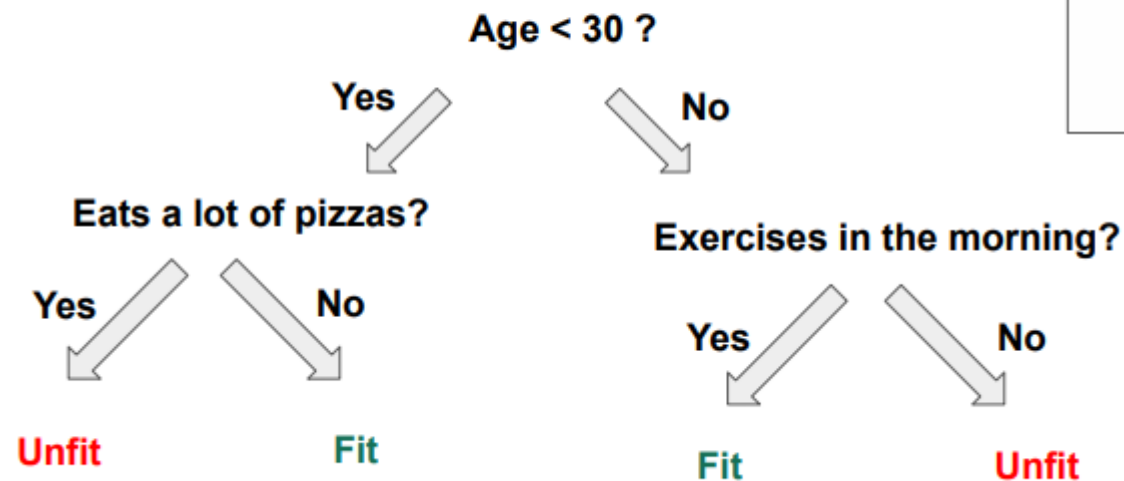 Age < 30 ?
Yes
No
Eats a lot of pizzas?
Exercises in the morning?
Yes
No
Yes
No
Unfit
Fit
Fit
Unfit